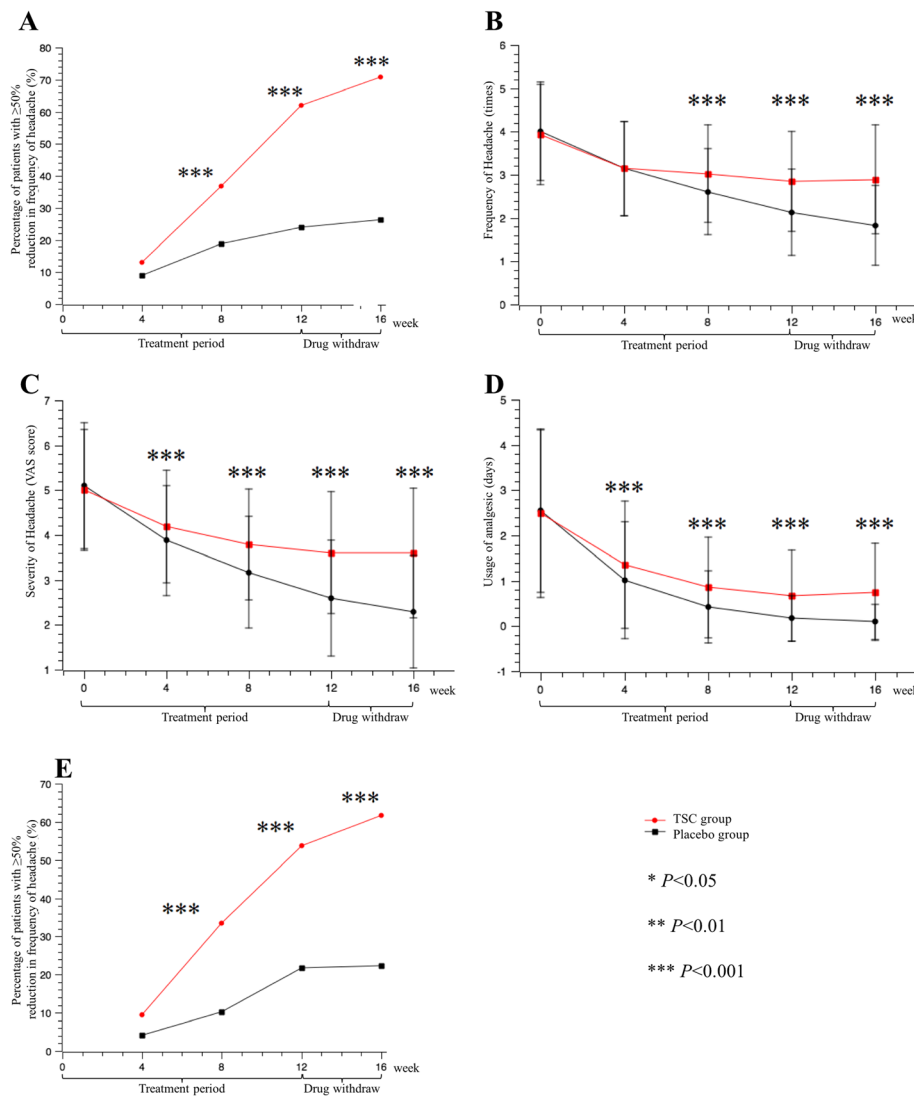 A
Percentage of patients with ≥50%
reduction in frequency of headache (%)
80
70
60
50
40
30
20
10
0
***
***
***
0 4 8 12 16 week
Treatment period Drug withdraw
B
Frequency of Headache (times)
6
5
4
3
2
1
0
*** *** ***
0 4 8 12 16 week
Treatment period Drug withdraw
C
Severity of Headache (VAS score)
7
6
5
4
3
2
1
*** *** *** ***
0 4 8 12 16 week
Treatment period Drug withdraw
D
Usage of analgesic (days)
5
4
3
2
1
0
-1
*** *** *** ***
0 4 8 12 16 week
Treatment period Drug withdraw
E
Percentage of patients with ≥50%
reduction in frequency of headache (%)
70
60
50
40
30
20
10
0
***
***
***
0 4 8 12 16 week
Treatment period Drug withdraw
TSC group
Placebo group
* P<0.05
** P<0.01
*** P<0.001